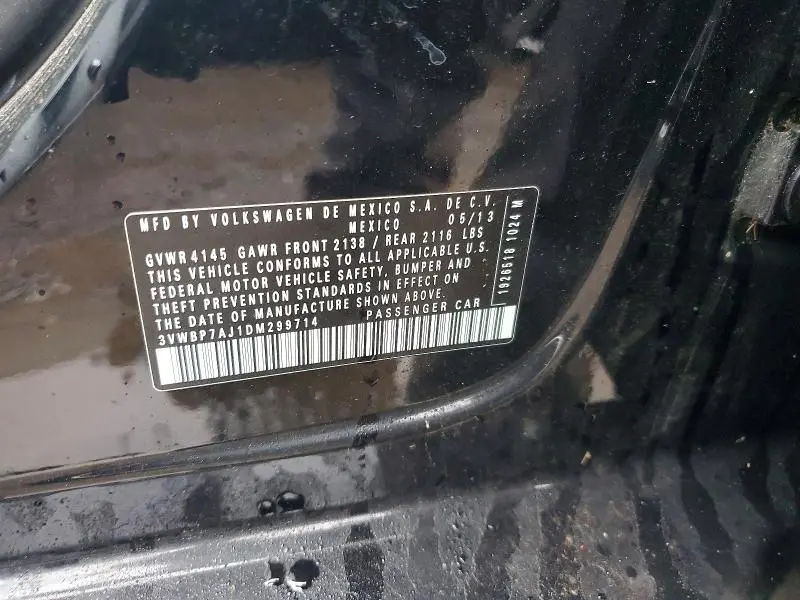 MFD BY VOLKSWAGEN DE MEXICO S.A. DE C.V.
MEXICO 05/13
GVWR 4145 GAWR FRONT 2138 / REAR 2116 LBS
THIS VEHICLE CONFORMS TO ALL APPLICABLE U.S.
FEDERAL MOTOR VEHICLE SAFETY, BUMPER AND
THEFT PREVENTION STANDARDS IN EFFECT ON
THE DATE OF MANUFACTURE SHOWN ABOVE.
3VWBP7AJ1DM299714 PASSENGER CAR
1926518 1024 M